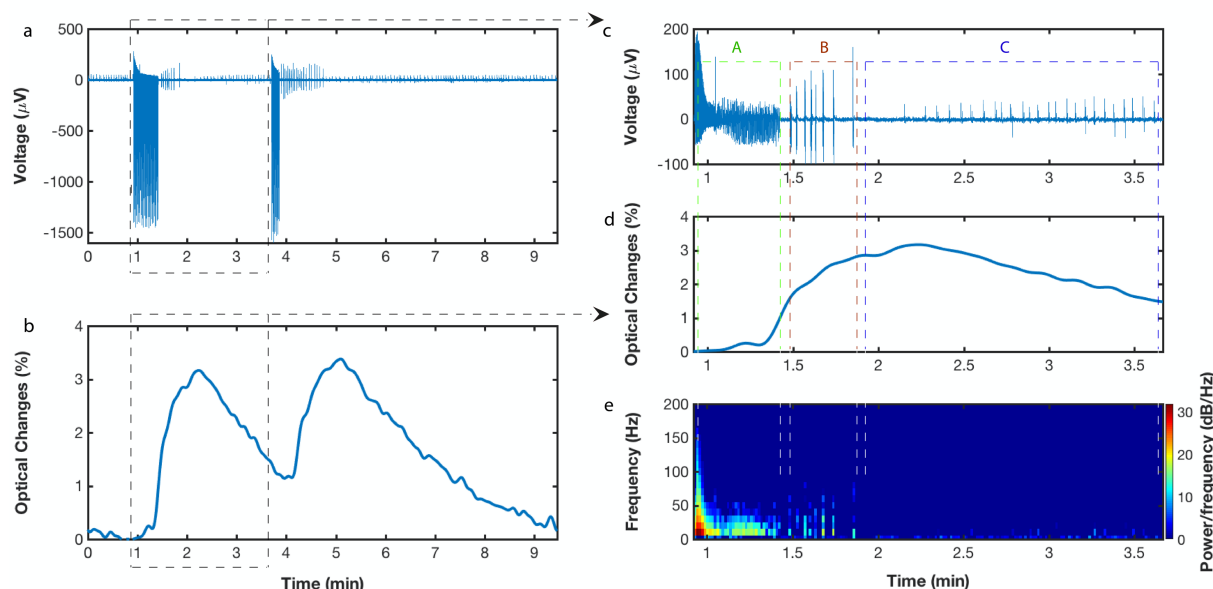 a
500
0
-500
-1000
-1500
Voltage (μV)
0 1 2 3 4 5 6 7 8 9
b
4
3
2
1
0
Optical Changes (%)
0 1 2 3 4 5 6 7 8 9
Time (min)
c
200
100
0
-100
Voltage (μV)
A B C
1 1.5 2 2.5 3 3.5
d
4
3
2
1
0
Optical Changes (%)
1 1.5 2 2.5 3 3.5
e
200
150
100
50
0
Frequency (Hz)
1 1.5 2 2.5 3 3.5
Time (min)
30
20
10
0
Power/frequency (dB/Hz)